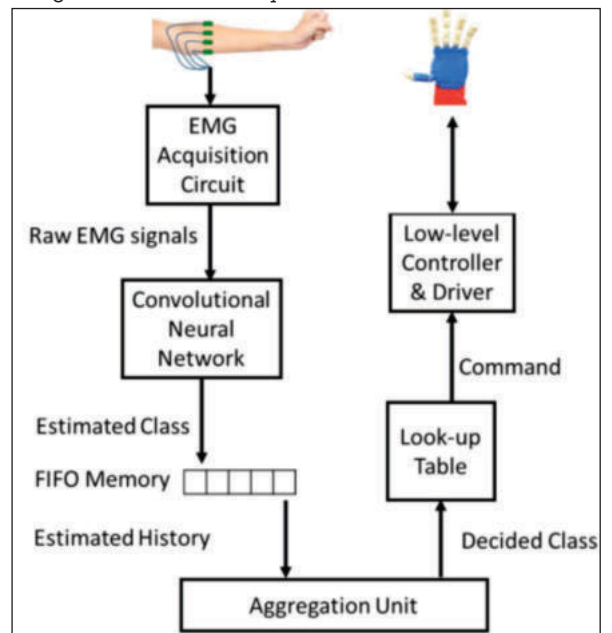 EMG
Acquisition
Circuit
Raw EMG signals
Convolutional
Neural
Network
Estimated Class
FIFO Memory
Estimated History
Aggregation Unit
Decided Class
Look-up
Table
Command
Low-level
Controller
& Driver